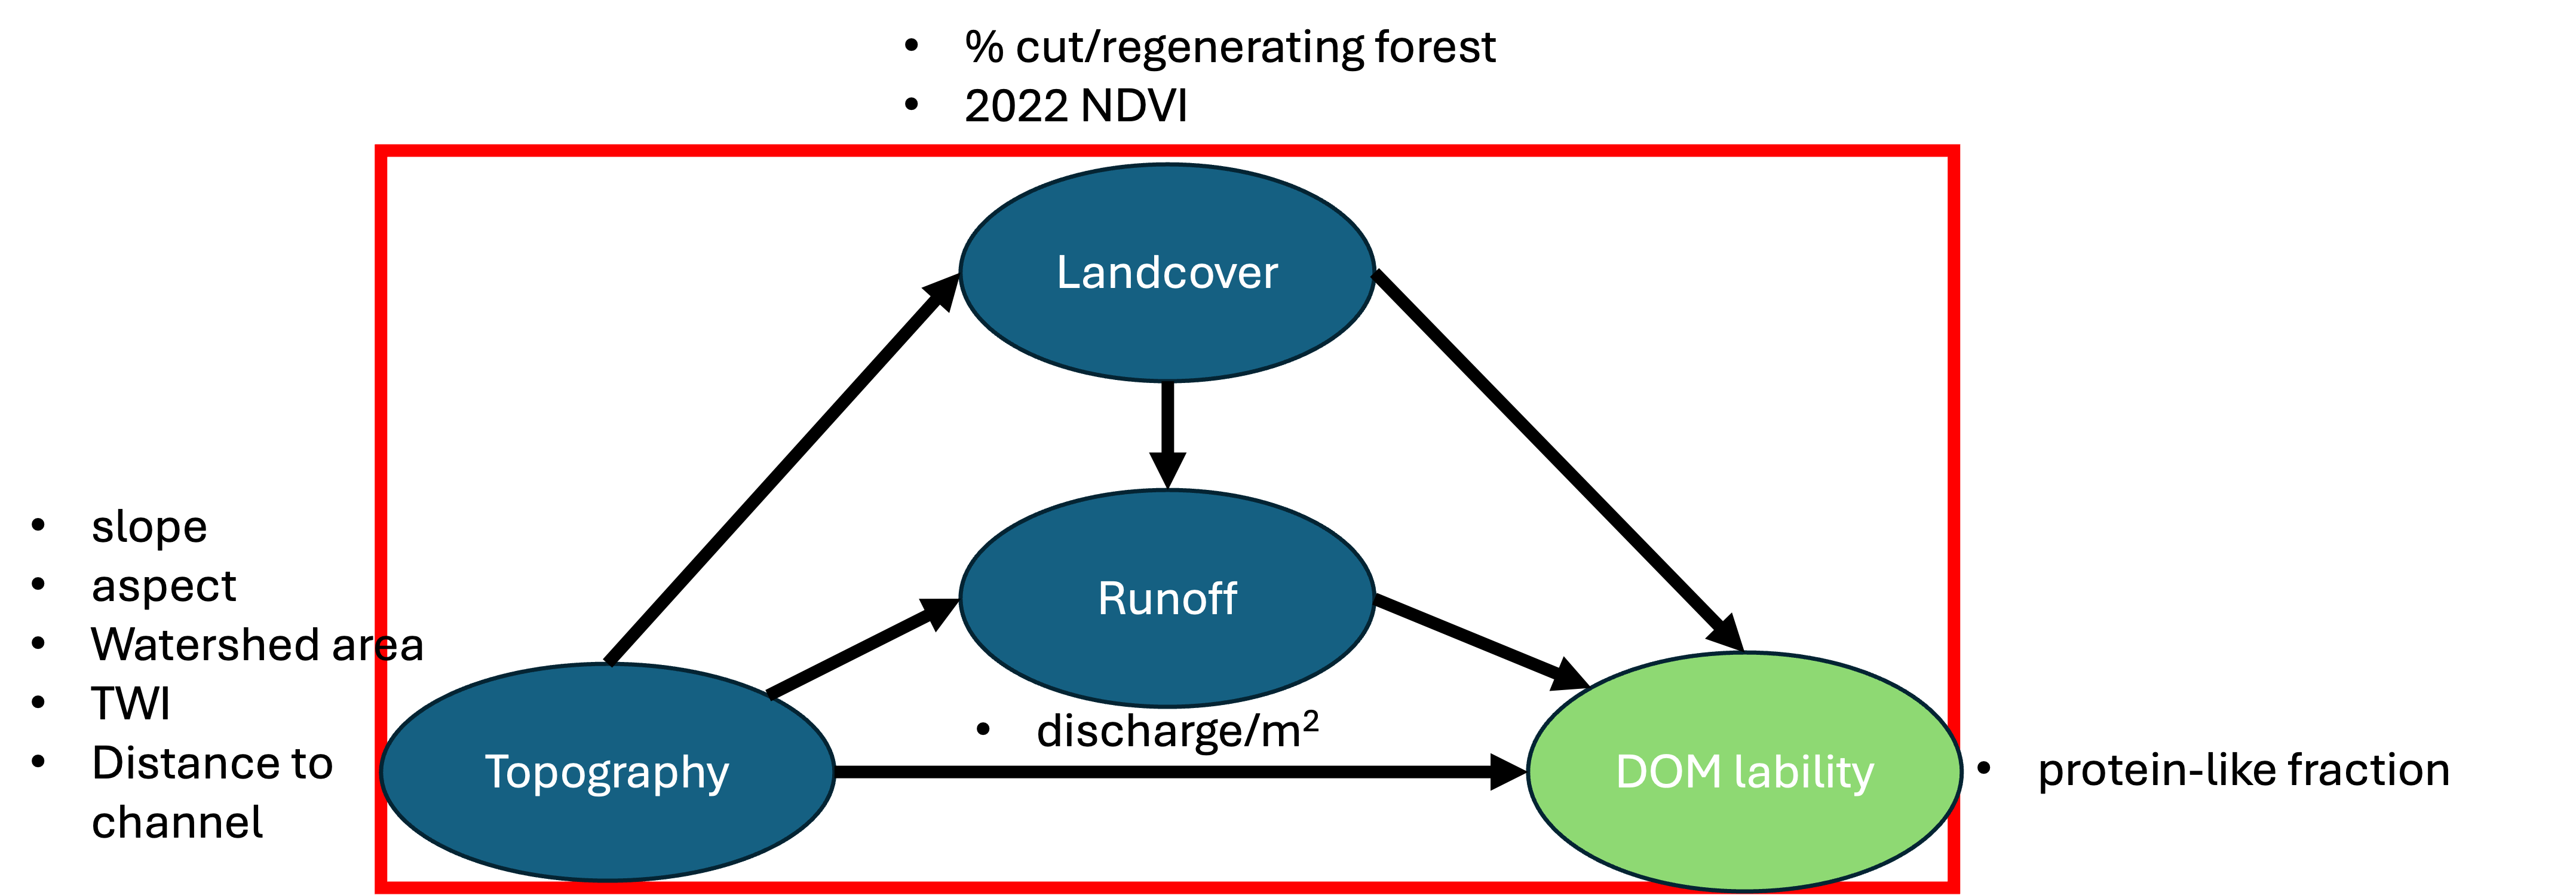 • % cut/regenerating forest
• 2022 NDVI
Landcover
Runoff
• slope
• aspect
• Watershed area
• TWI
• Distance to
channel
• discharge/m²
Topography
DOM lability
• protein-like fraction